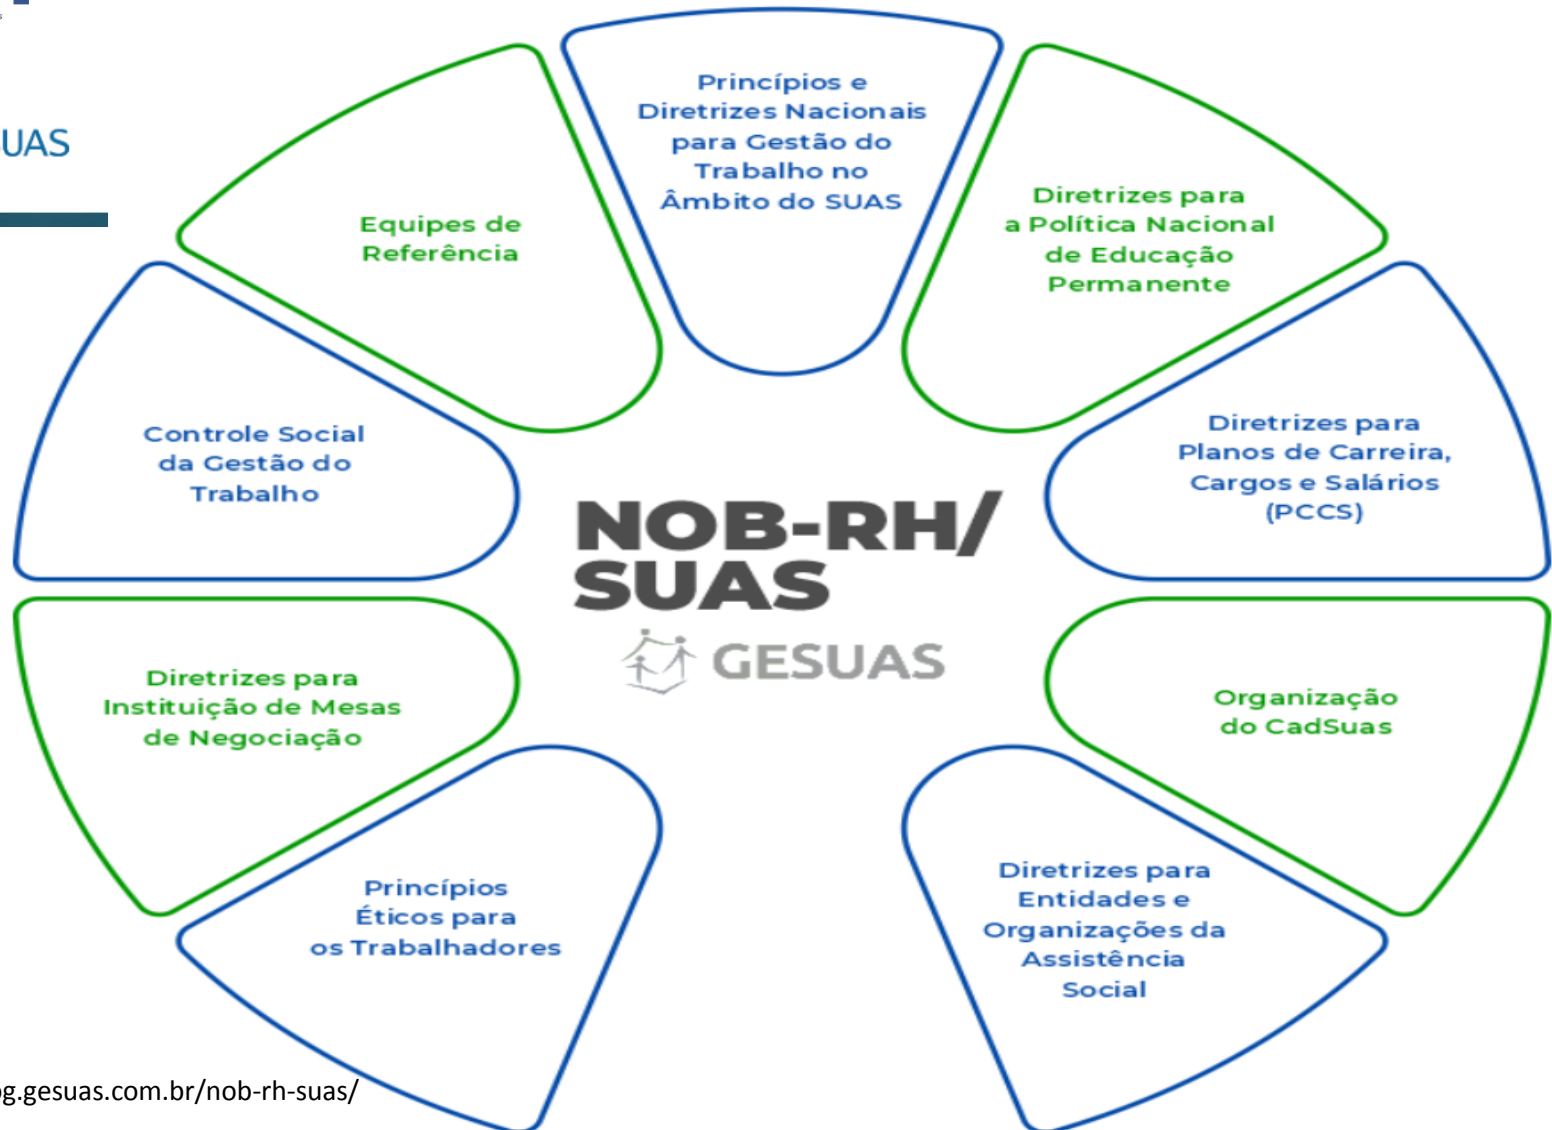 UAS
Princípios e
Diretrizes Nacionais
para Gestão do
Trabalho no
Âmbito do SUAS
Diretrizes para
a Política Nacional
de Educação
Permanente
Diretrizes para
Planos de Carreira,
Cargos e Salários
(PCCS)
Organização
do CadSuas
Diretrizes para
Entidades e
Organizações da
Assistência
Social
Princípios
Éticos para
os Trabalhadores
Diretrizes para
Instituição de Mesas
de Negociação
Controle Social
da Gestão do
Trabalho
Equipes de
Referência
NOB-RH/
SUAS
GESUAS
g.gesuas.com.br/nob-rh-suas/